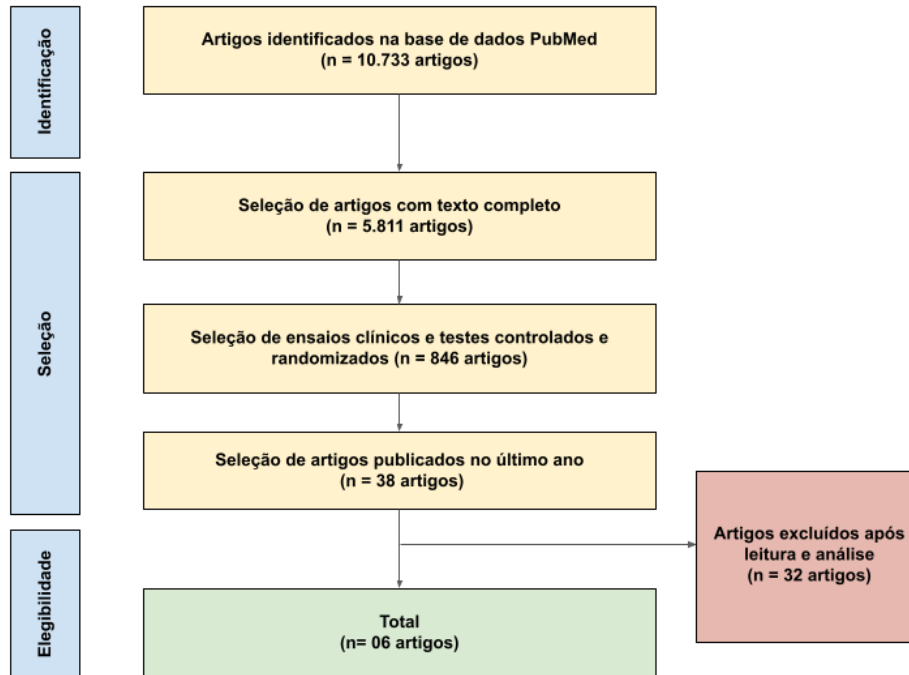 Identificação
Artigos identificados na base de dados PubMed
(n = 10.733 artigos)
Seleção
Seleção de artigos com texto completo
(n = 5.811 artigos)
Seleção de ensaios clínicos e testes controlados e
randomizados (n = 846 artigos)
Seleção de artigos publicados no último ano
(n = 38 artigos)
Elegibilidade
Artigos excluídos após
leitura e análise
(n = 32 artigos)
Total
(n= 06 artigos)